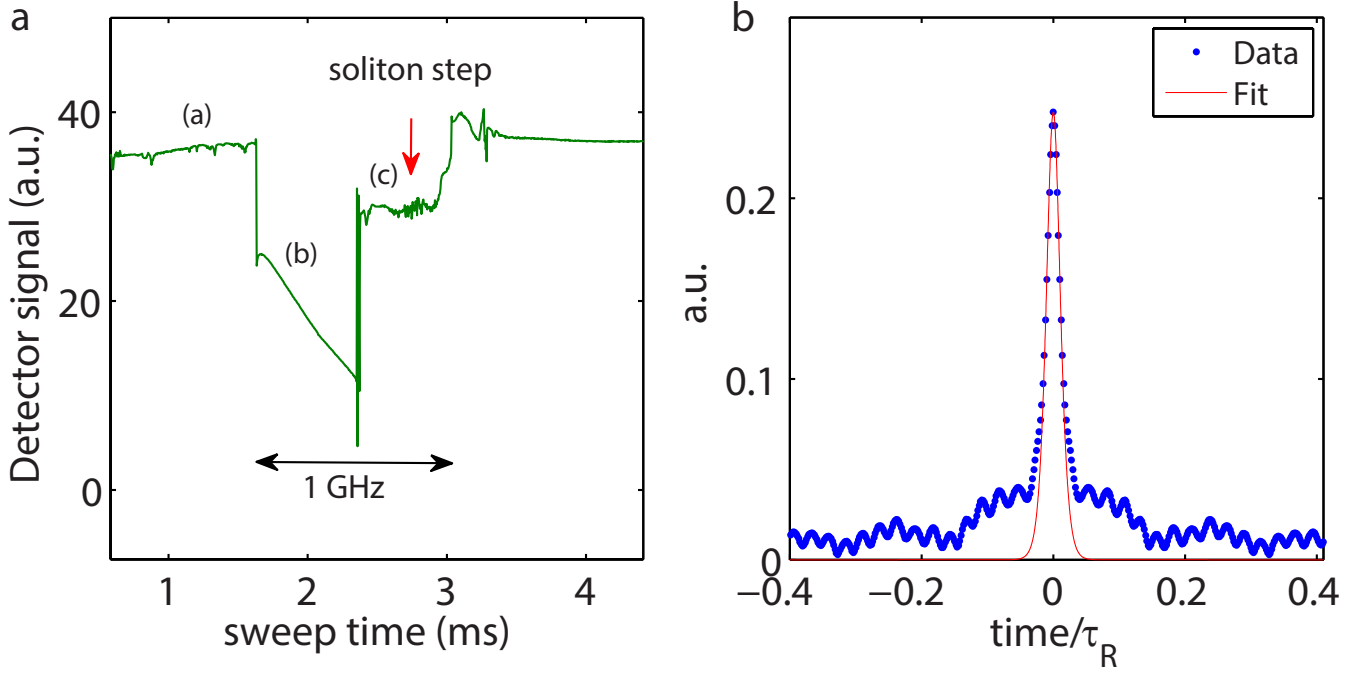 a
soliton step
(a)
(b)
(c)
1 GHz
Detector signal (a.u.)
40
20
0
1
2
3
4
sweep time (ms)
b
Data
Fit
a.u.
0.2
0.1
0
−0.4
−0.2
0
0.2
0.4
time/τR